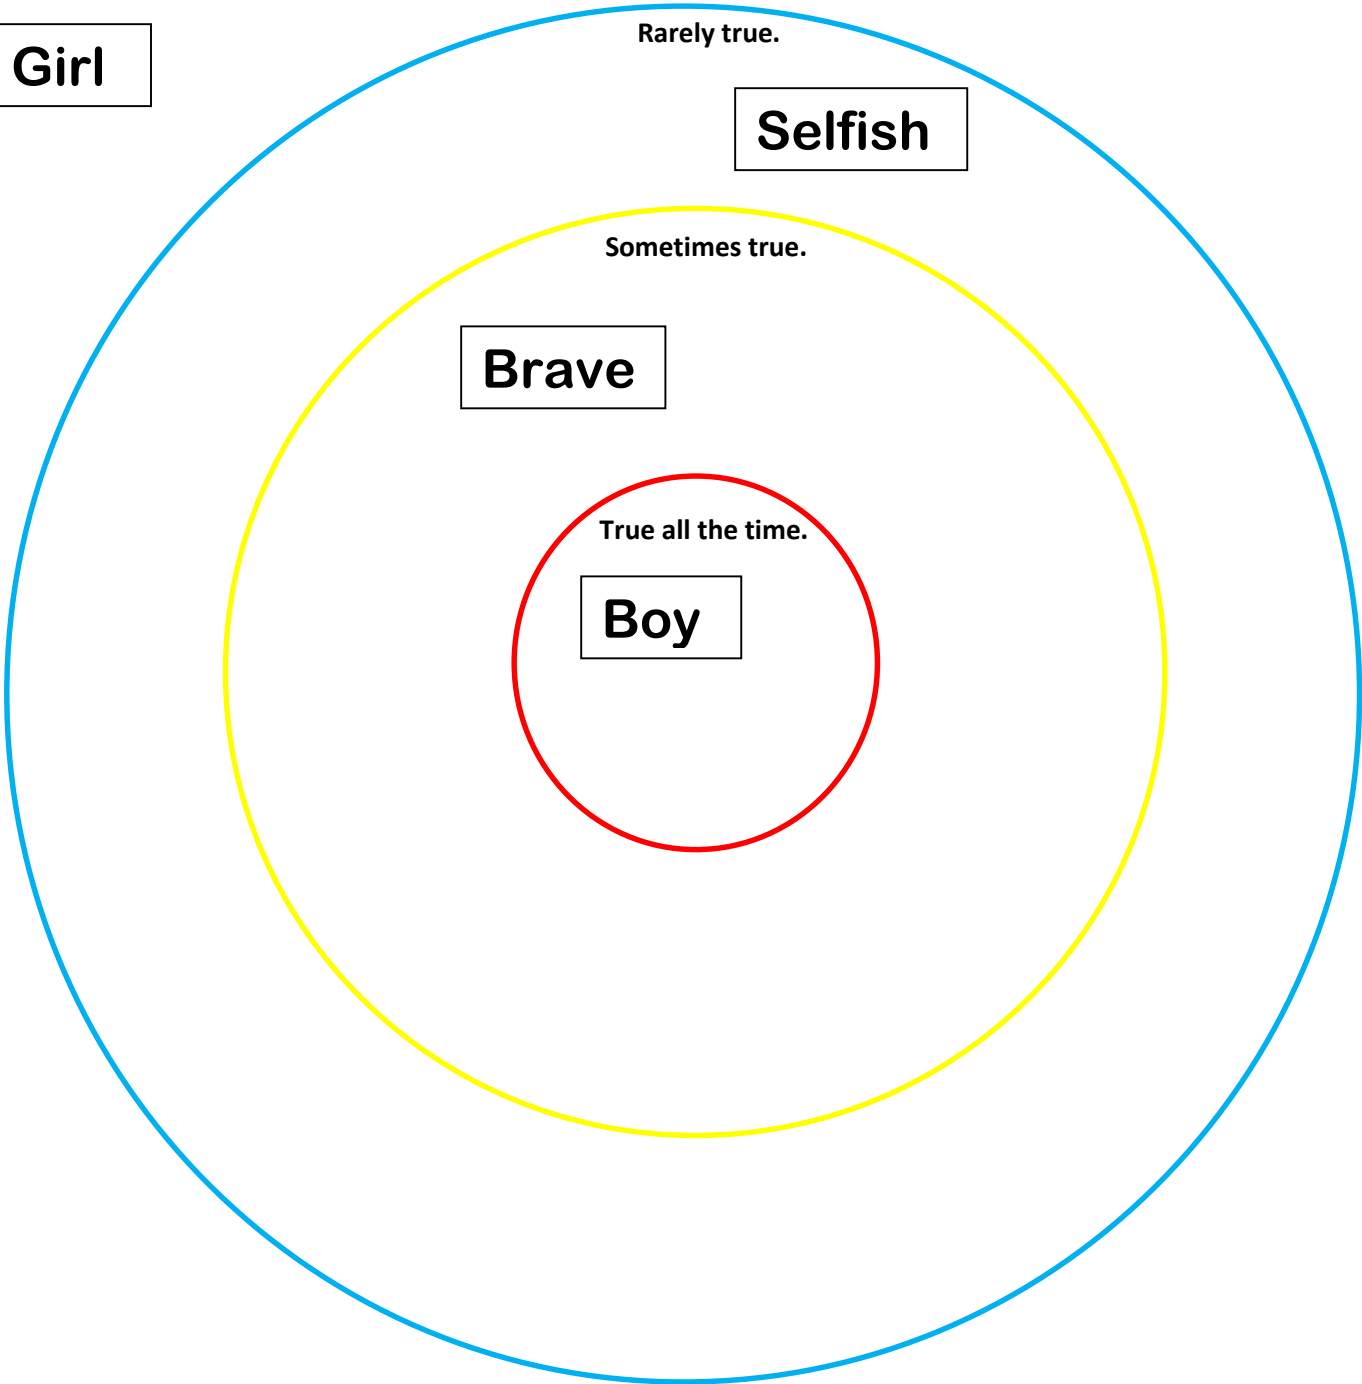 Rarely true.
Girl
Selfish
Sometimes true.
Brave
True all the time.
Boy